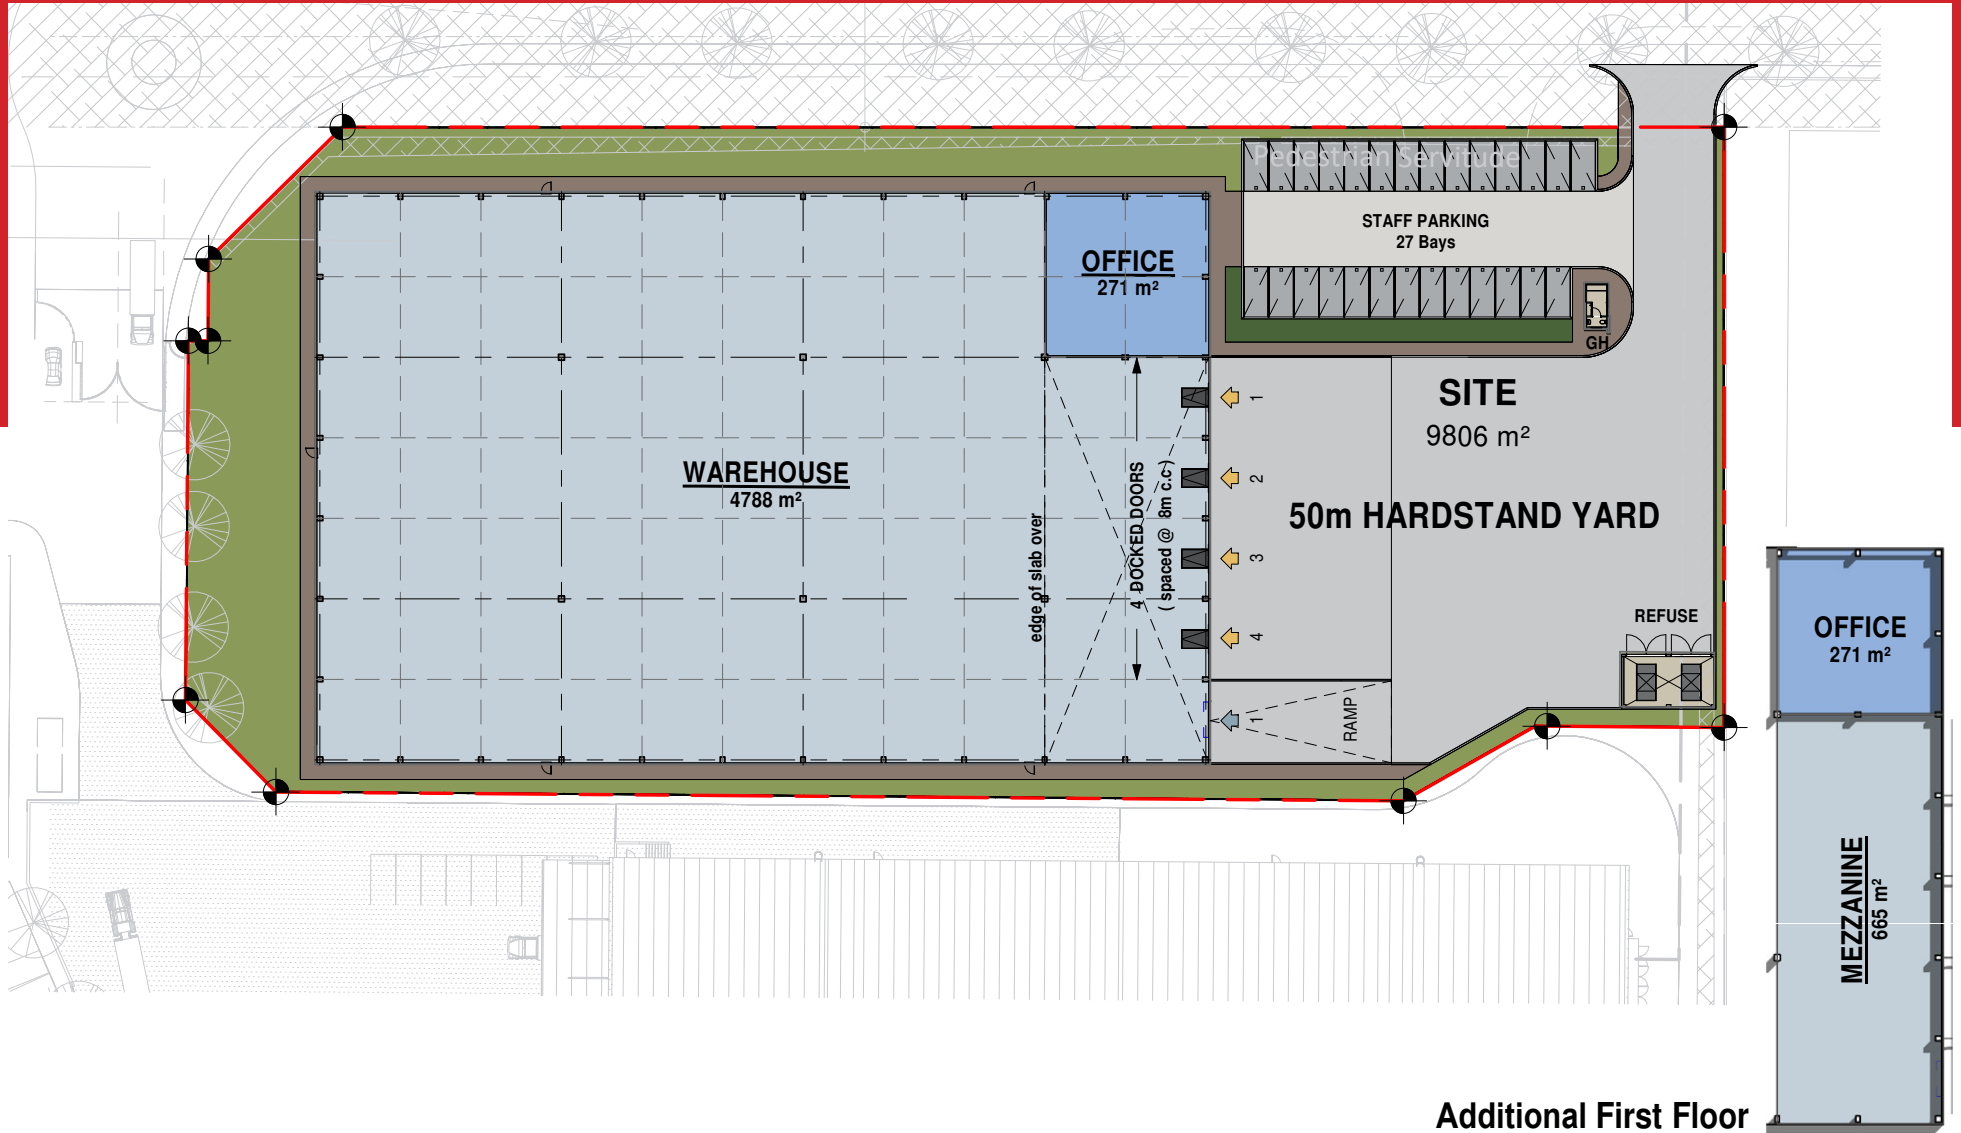 Pedestrian Servitude
STAFF PARKING
27 Bays
OFFICE
271 m²
GH
SITE
9806 m²
1
WAREHOUSE
4788 m²
2
50m HARDSTAND YARD
edge of slab over
4 DOCKED DOORS
( spaced @ 8m c.c )
3
4
REFUSE
1
RAMP
OFFICE
271 m²
MEZZANINE
665 m²
Additional First Floor